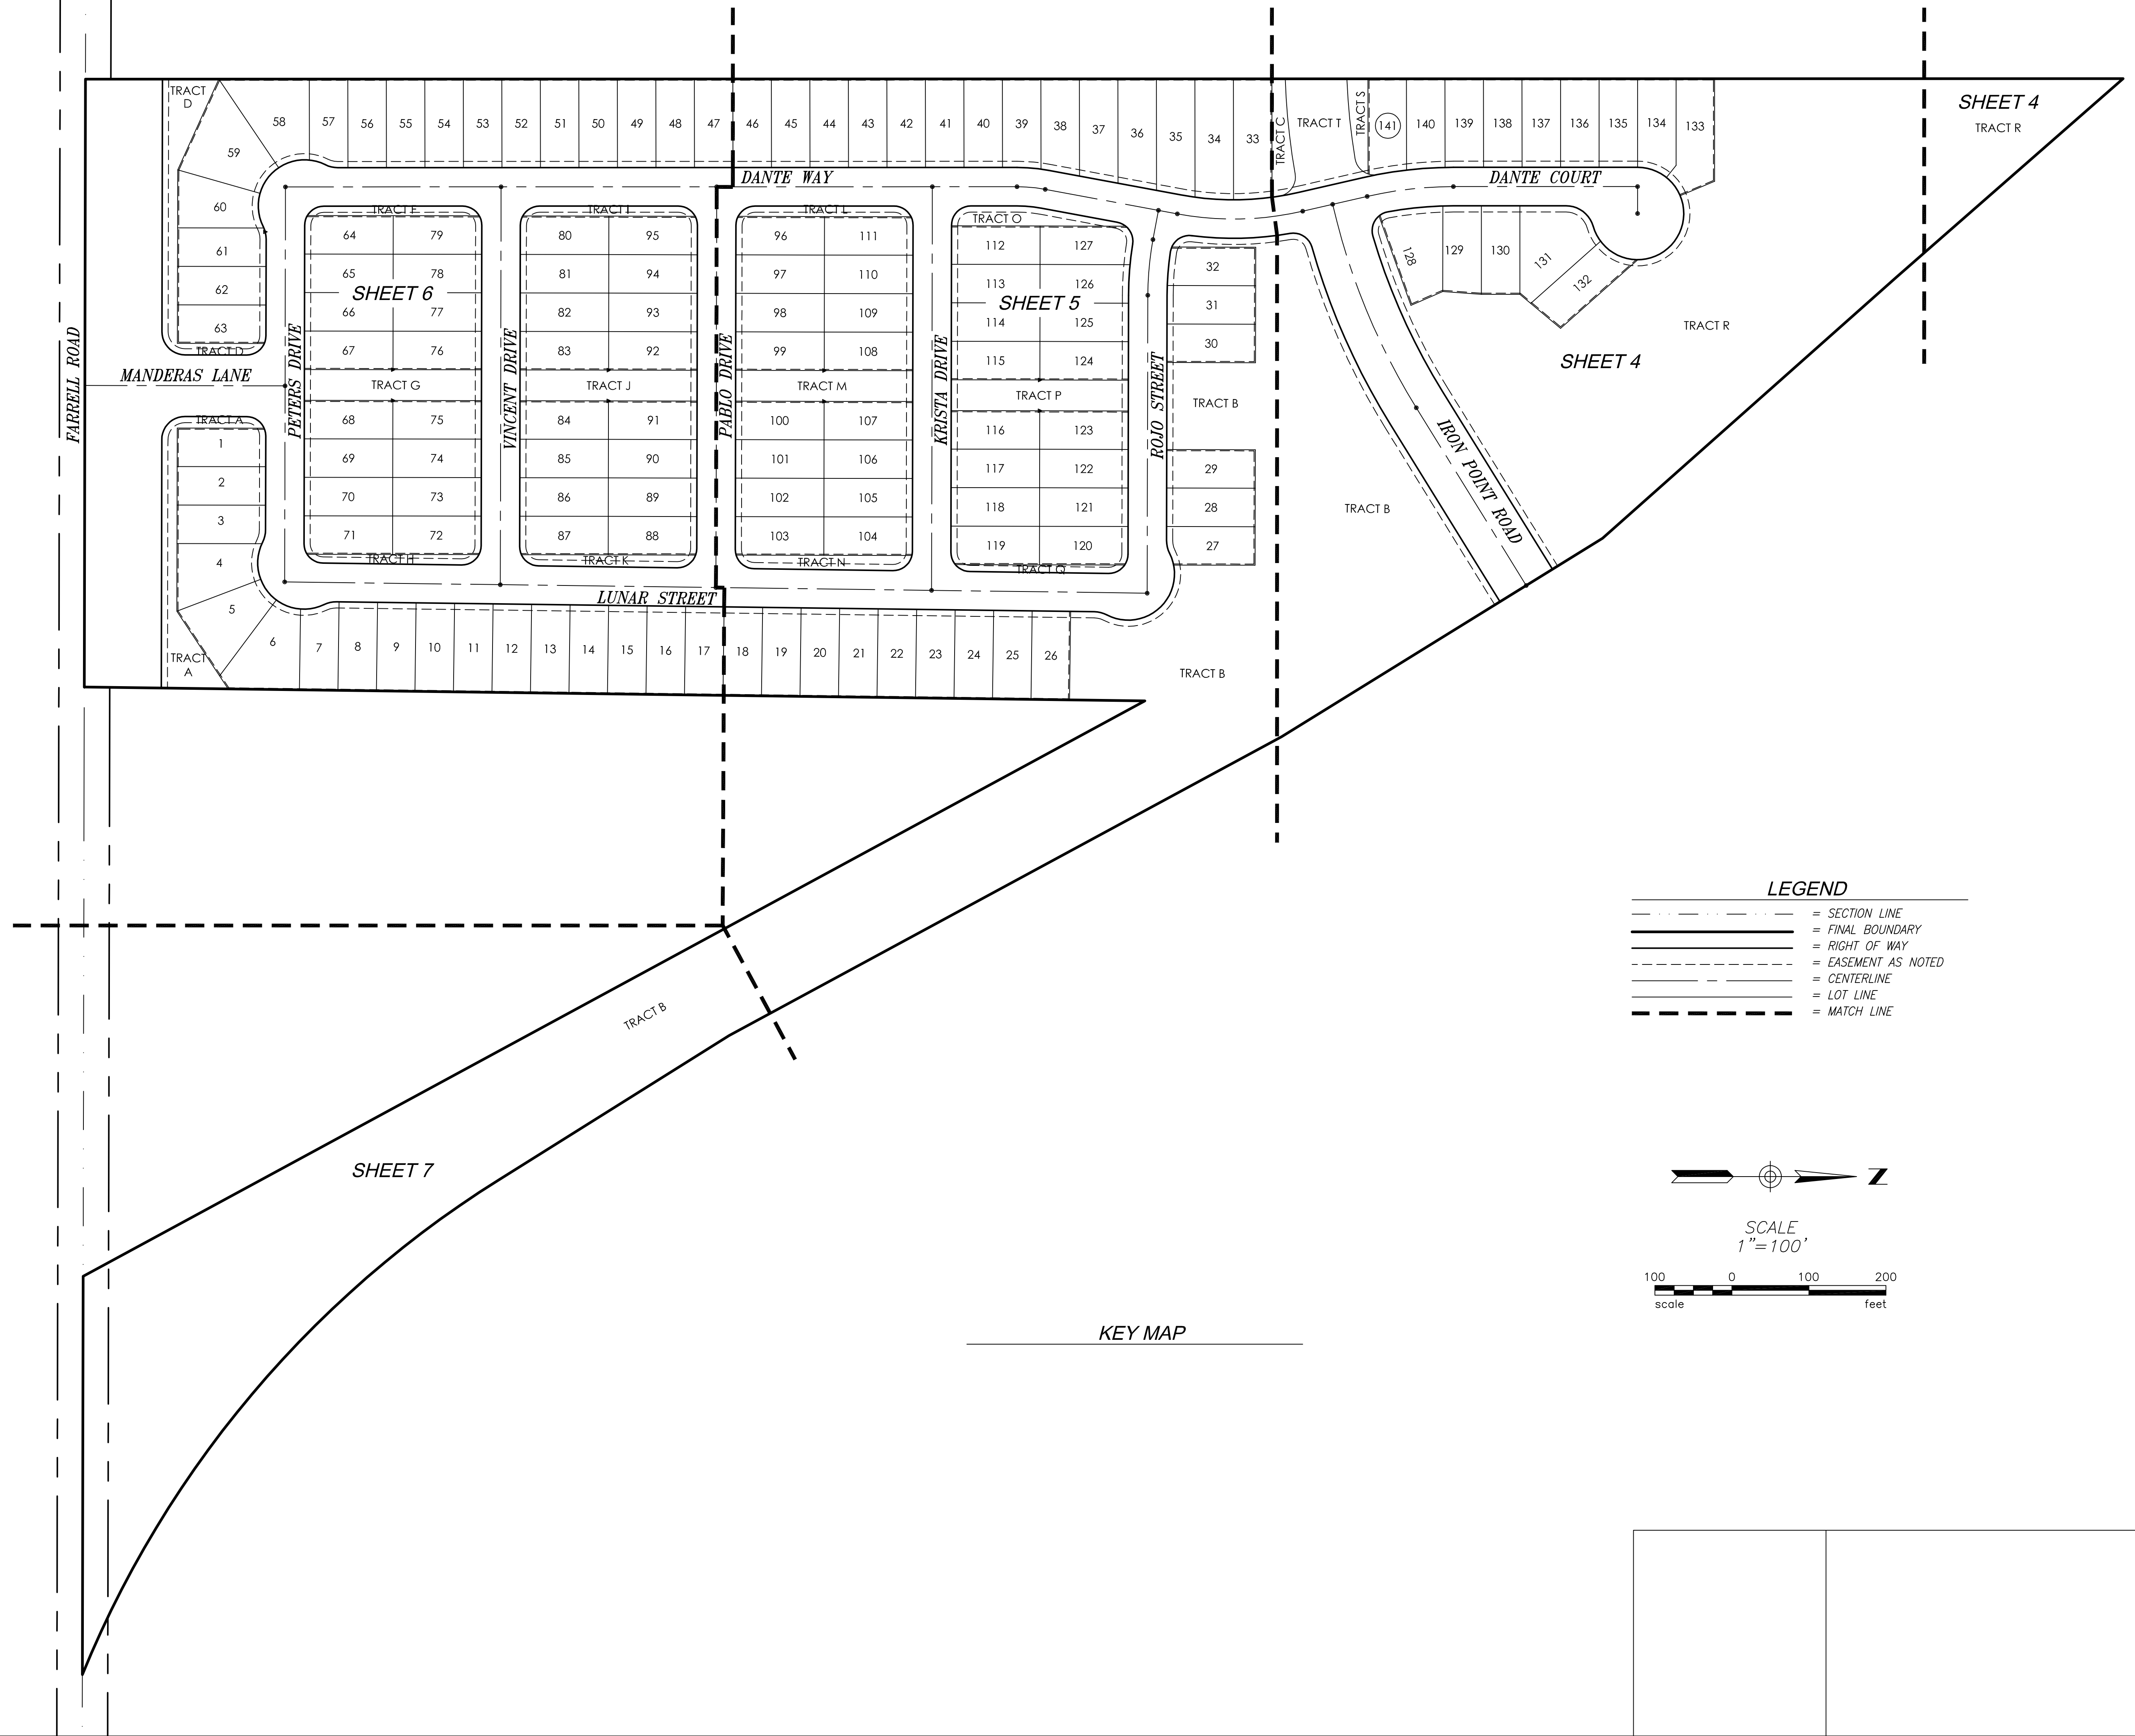 SHEET 4
TRACT R
TRACT
D
58
57
56
55
54
53
52
51
50
49
48
47
46
45
44
43
42
41
40
39
38
37
36
35
34
33
TRACT C
TRACT T
TRACT S
141
140
139
138
137
136
135
134
133
59
60
61
62
63
TRACT D
DANTE WAY
DANTE COURT
TRACT F
TRACT I
TRACT L
TRACT O
64
79
65
78
SHEET 6
66
77
67
76
TRACT G
68
75
69
74
70
73
71
72
TRACT H
80
95
81
94
82
93
83
92
TRACT J
84
91
85
90
86
89
87
88
TRACT K
96
111
97
110
98
109
99
108
TRACT M
100
107
101
106
102
105
103
104
TRACT N
112
127
113
126
SHEET 5
114
125
115
124
TRACT P
116
123
117
122
118
121
119
120
TRACT Q
32
31
30
TRACT B
29
28
27
128
129
130
131
132
TRACT R
SHEET 4
FARRELL ROAD
MANDERAS LANE
PETERS DRIVE
VINCENT DRIVE
PABLO DRIVE
KRISTA DRIVE
ROJO STREET
IRON POINT ROAD
TRACT B
TRACT A
1
2
3
4
5
6
TRACT
A
LUNAR STREET
7
8
9
10
11
12
13
14
15
16
17
18
19
20
21
22
23
24
25
26
TRACT B
TRACT B
SHEET 7
LEGEND
= SECTION LINE
= FINAL BOUNDARY
= RIGHT OF WAY
= EASEMENT AS NOTED
= CENTERLINE
= LOT LINE
= MATCH LINE
Z
SCALE
1"=100'
100 0 100 200
scale feet
KEY MAP